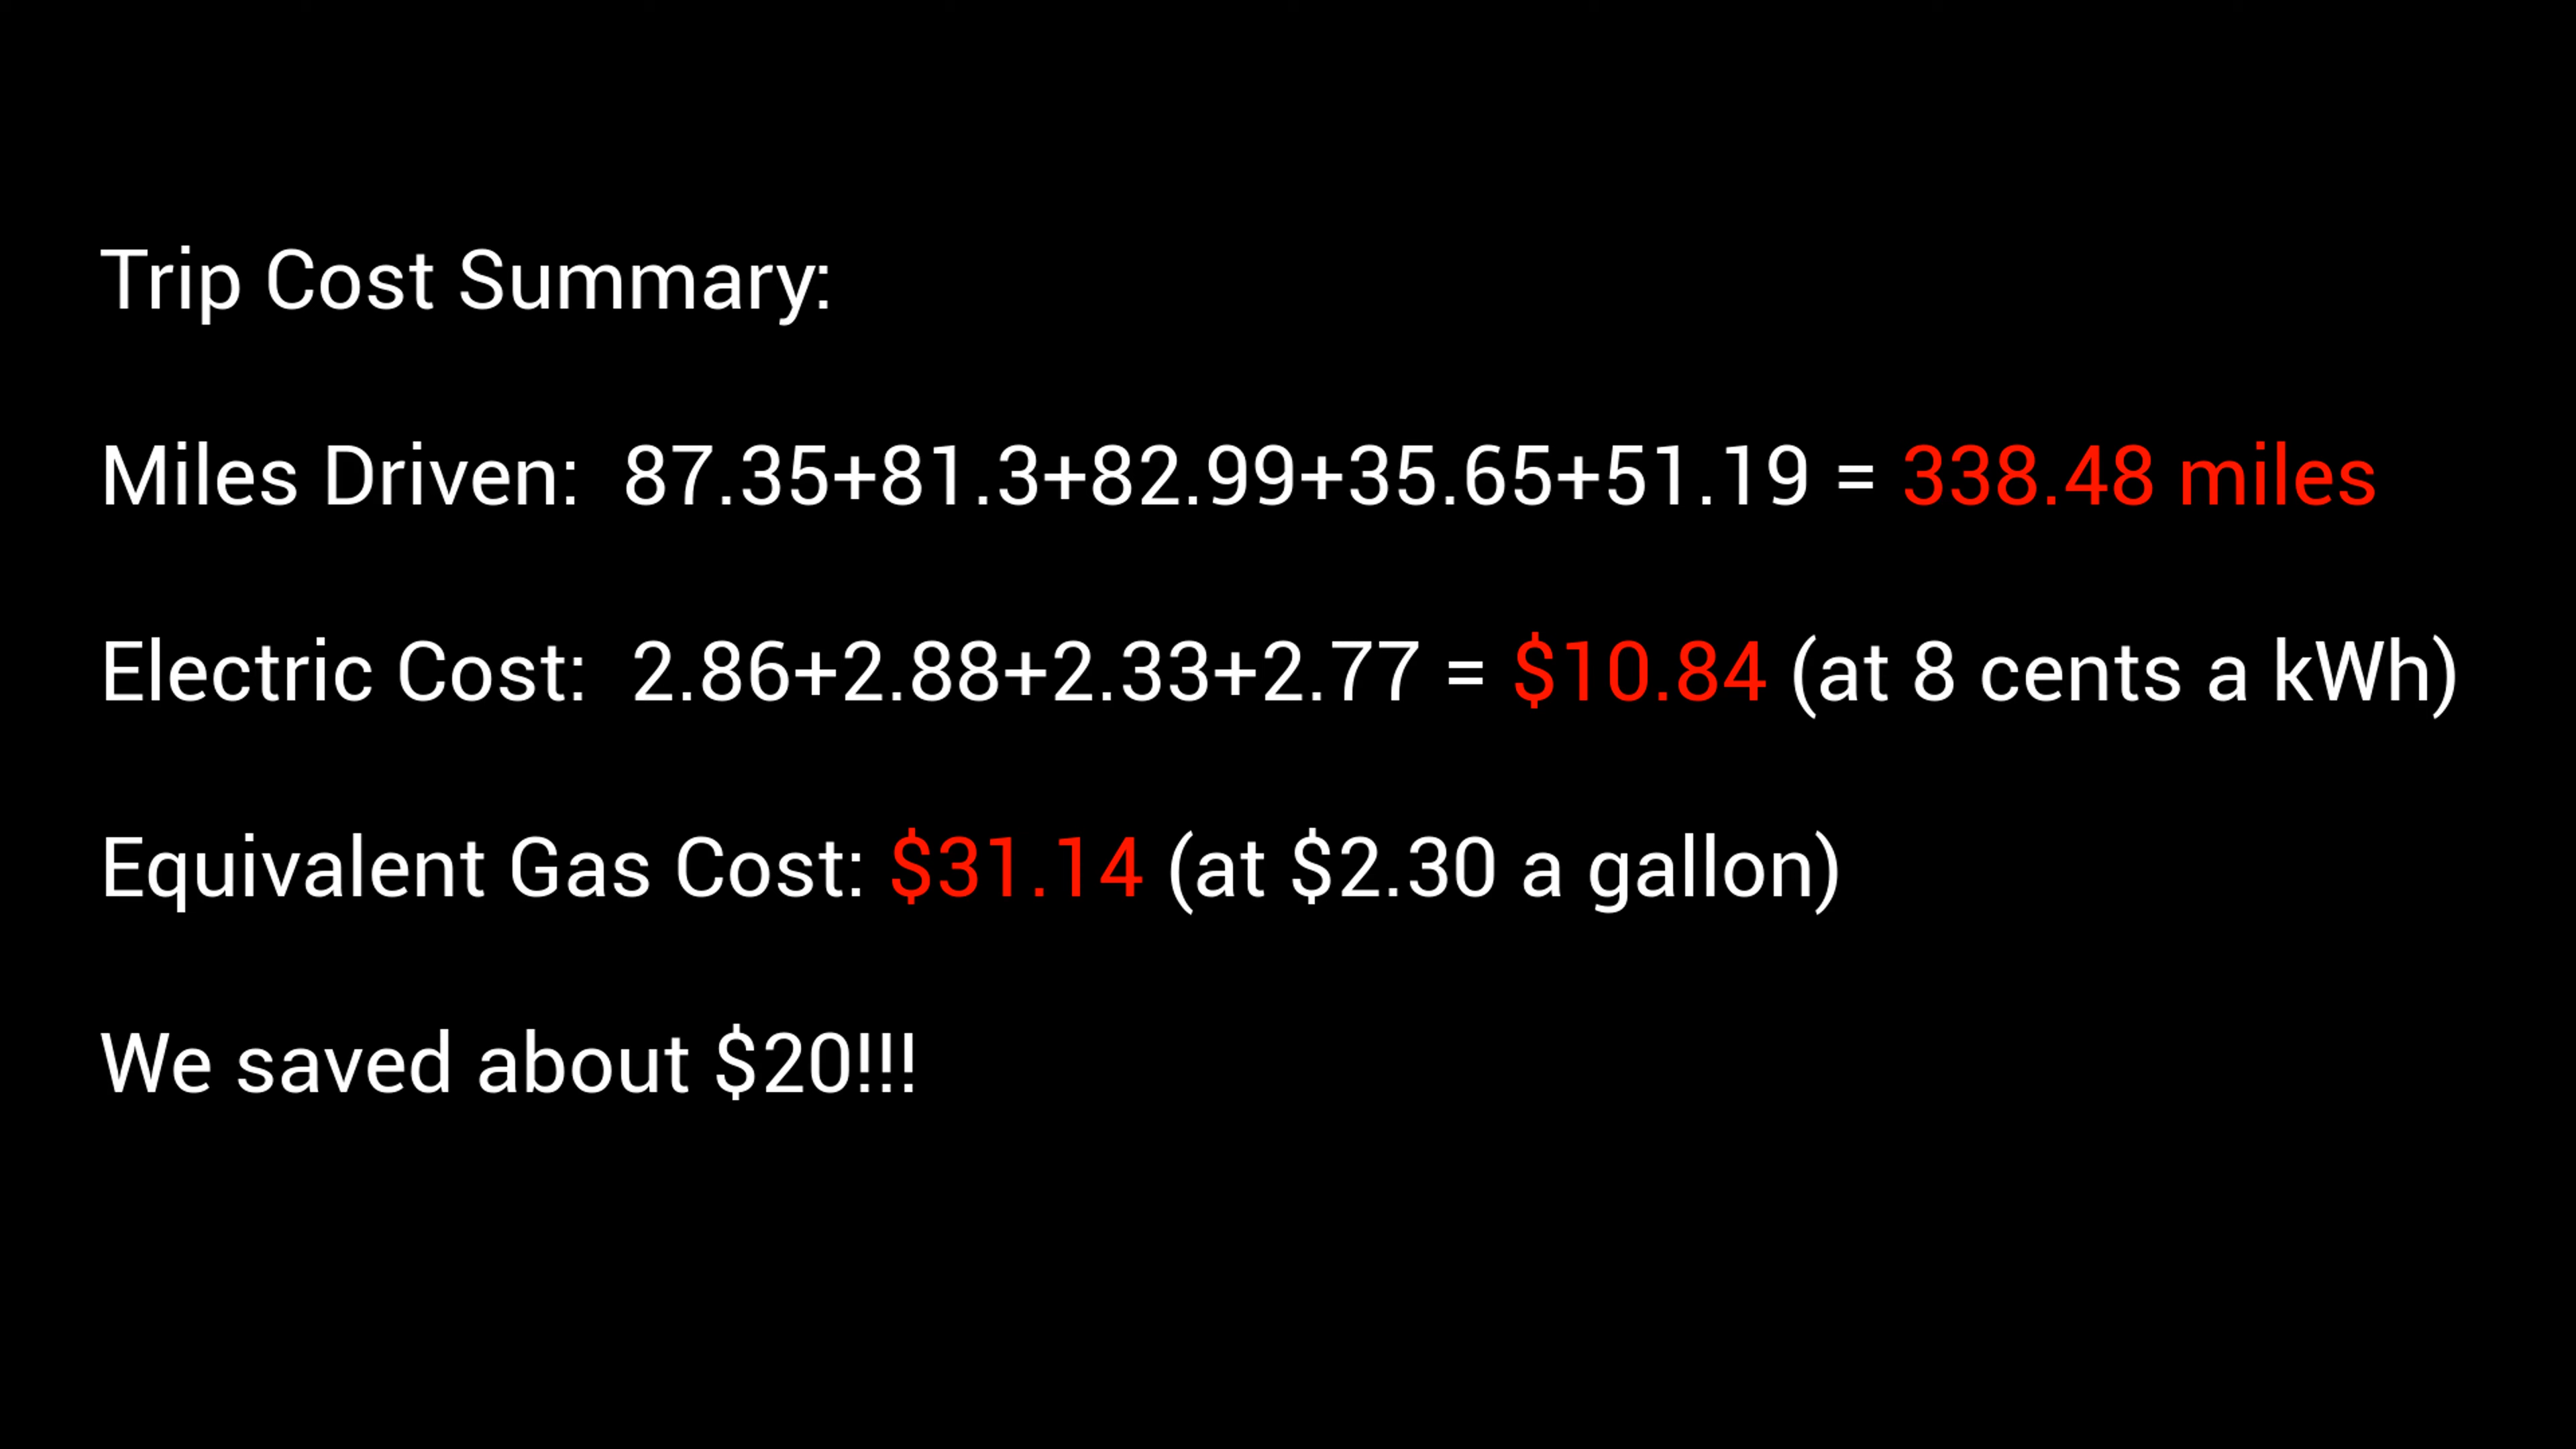 Trip Cost Summary:
Miles Driven:  87.35+81.3+82.99+35.65+51.19 = 338.48 miles
Electric Cost:  2.86+2.88+2.33+2.77 = $10.84 (at 8 cents a kWh)
Equivalent Gas Cost: $31.14 (at $2.30 a gallon)
We saved about $20!!!